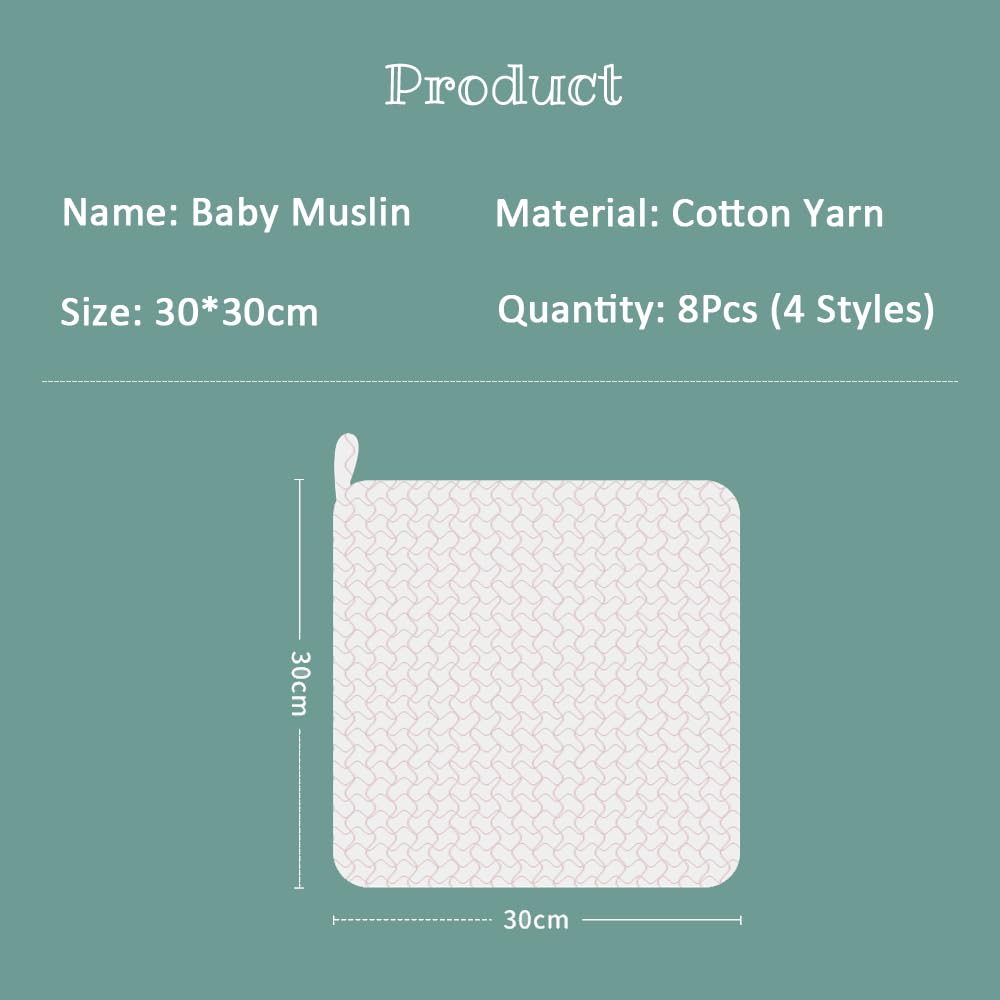 Product
Name: Baby Muslin
Material: Cotton Yarn
Size: 30*30cm
Quantity: 8Pcs (4 Styles)
30cm
30cm